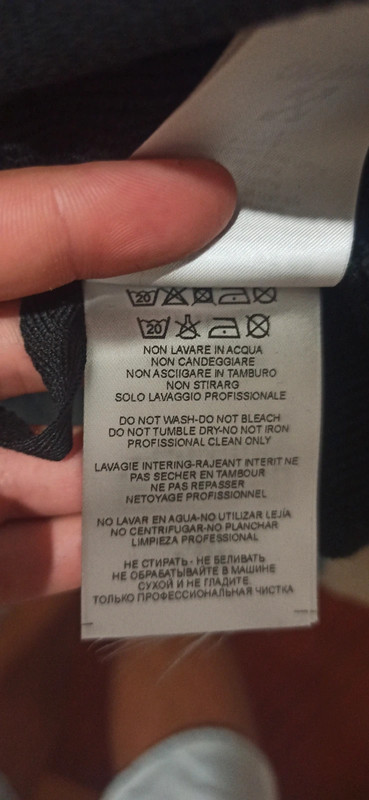 20
20
NON LAVARE IN ACQUA
NON CANDEGGIARE
NON ASCIIGARE IN TAMBURO
NON STIRARG
SOLO LAVAGGIO PROFISSIONALE
DO NOT WASH-DO NOT BLEACH
DO NOT TUMBLE DRY-NO NOT IRON
PROFISSIONAL CLEAN ONLY
LAVAGIE INTERING-RAJEANT INTERIT NE
PAS SECHER EN TAMBOUR
NE PAS REPASSER
NETOYAGE PROFISSIONNEL
NO LAVAR EN AGUA-NO UTILIZAR LEJÍA
NO CENTRIFUGAR-NO PLANCHAR
LIMPIEZA PROFESSIONAL
НЕ СТИРАТЬ - НЕ БЕЛИВАТЬ
НЕ ОБРАБАТЫВАЙТЕ В МАШИНЕ
СУХОЙ И НЕ ГЛАДИТЕ.
ТОЛЬКО ПРОФЕССИОНАЛЬНАЯ ЧИСТКА